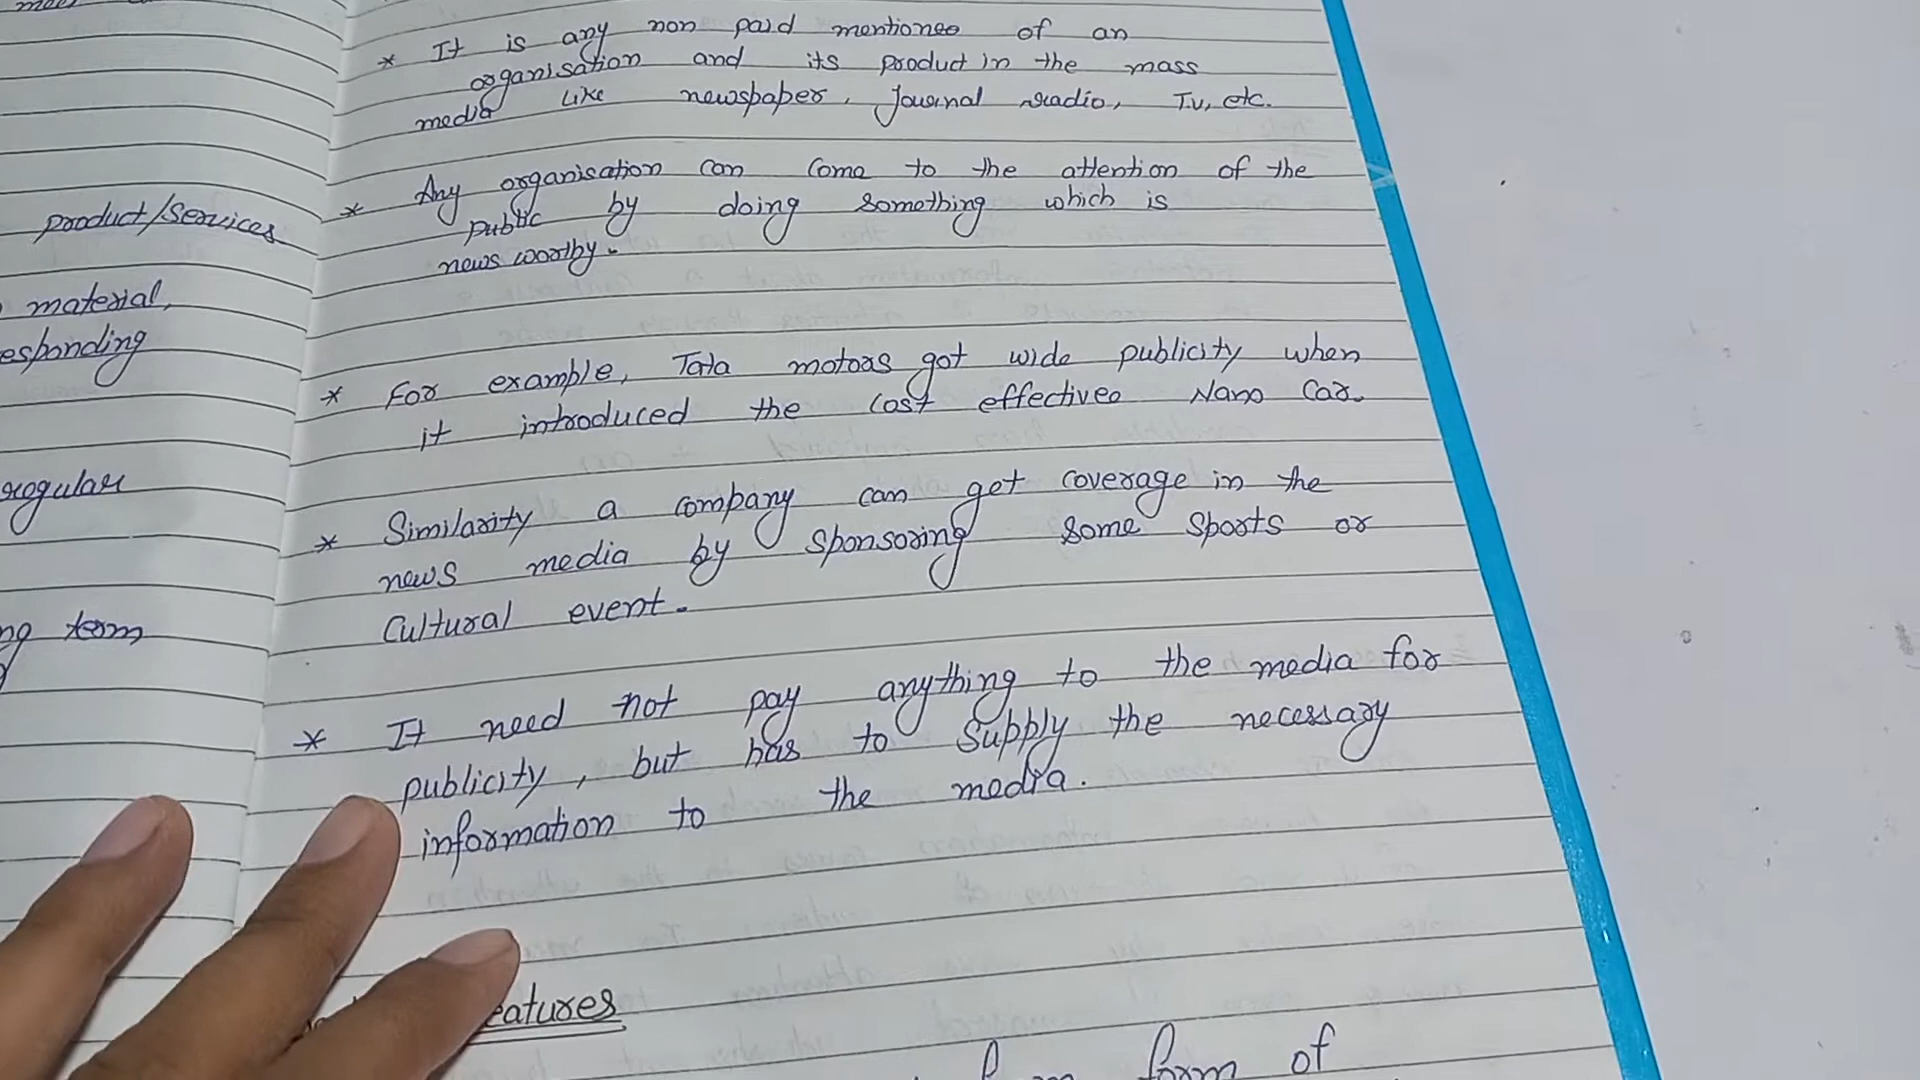 product/Services
material,
esponding
regular
ng term
* It is any non paid mentioneo of an
organisation and its product in the mass
media Like newspaper, Journal radio, T.v, etc.
* Any organisation can come to the attention of the
public by doing something which is
news worthy.
* For example, Tata motors got wide publicity when
it introduced the cost effectiveo Nano Car.
* Similarity a company can get coverage in the
news media by sponsoring some sports or
Cultural event.
* It need not pay anything to the media for
publicity, but has to supply the necessary
information to the media.
eatures
form of